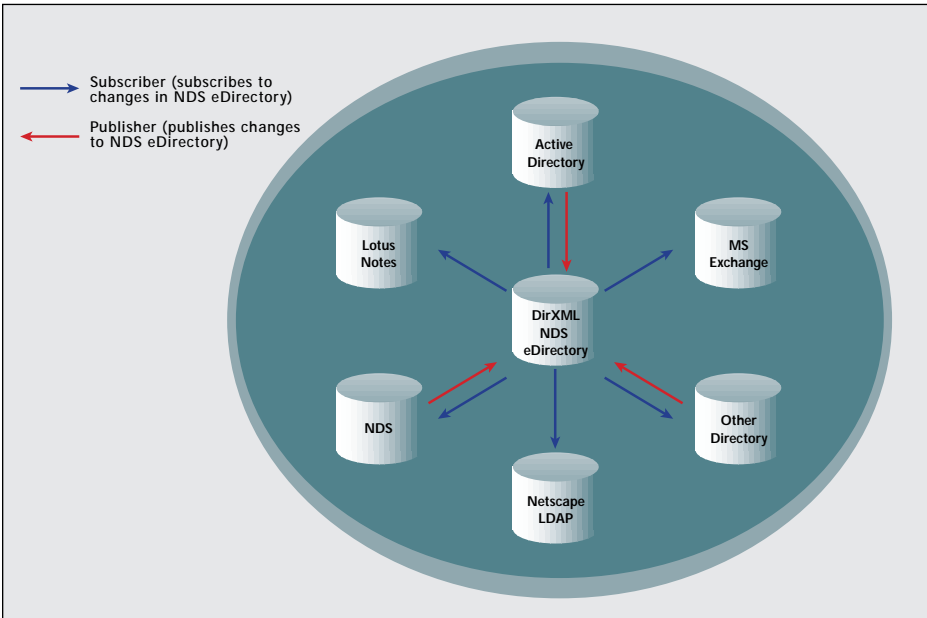 Subscriber (subscribes to
changes in NDS eDirectory)
Publisher (publishes changes
to NDS eDirectory)
Active
Directory
Lotus
Notes
MS
Exchange
DirXML
NDS
eDirectory
NDS
Other
Directory
Netscape
LDAP